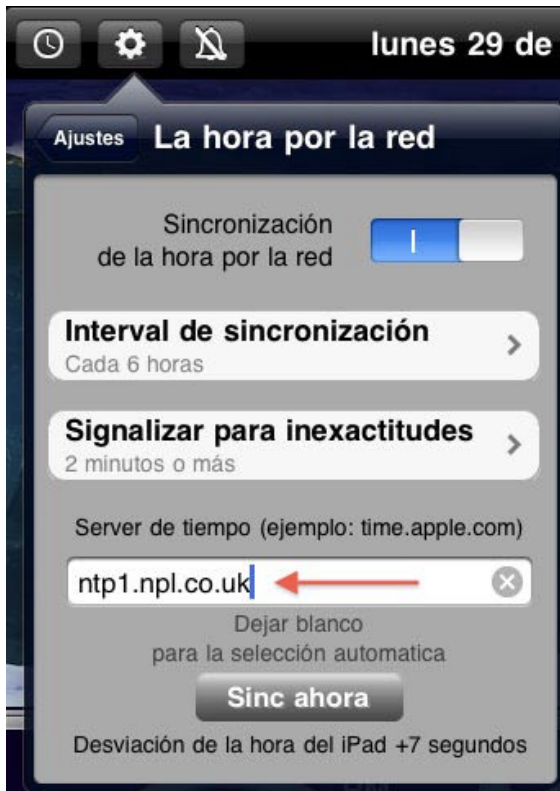 lunes 29 de
Ajustes La hora por la red
Sincronización
de la hora por la red
Interval de sincronización
Cada 6 horas
Signalizar para inexactitudes
2 minutos o más
Server de tiempo (ejemplo: time.apple.com)
ntp1.npl.co.uk
Dejar blanco
para la selección automatica
Sinc ahora
Desviación de la hora del iPad +7 segundos